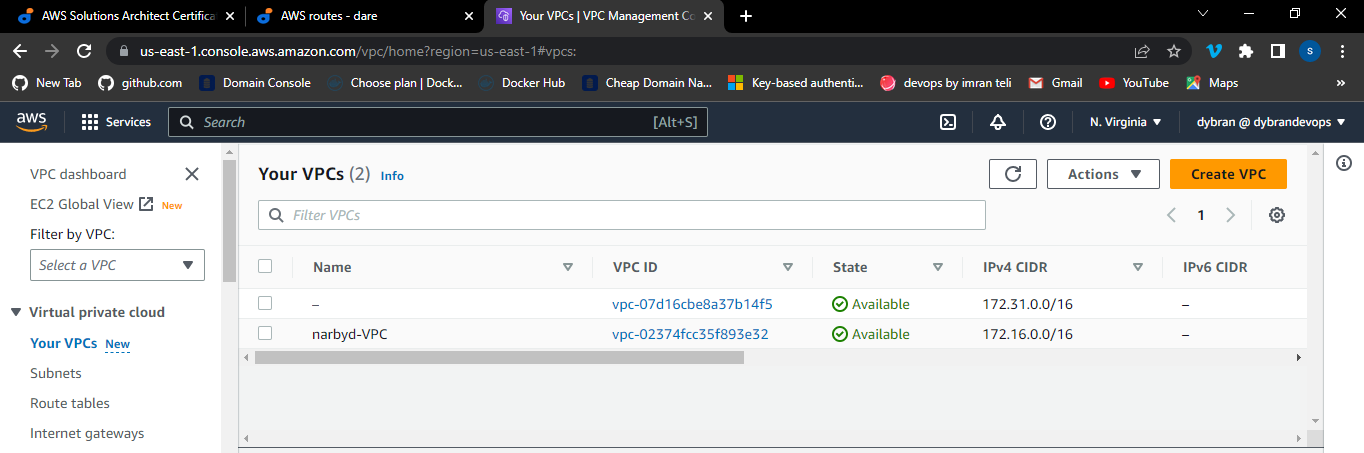 AWS Solutions Architect Certifica
AWS routes - dare
Your VPCs | VPC Management Co
us-east-1.console.aws.amazon.com/vpc/home?region=us-east-1#vpcs:
S
New Tab
github.com
Domain Console
Choose plan | Dock...
Docker Hub
Cheap Domain Na...
Key-based authenti...
devops by imran teli
Gmail
YouTube
Maps
»
aws
Services
Search
[Alt+S]
N. Virginia
dybran @ dybrandevops
VPC dashboard
EC2 Global View New
Filter by VPC:
Select a VPC
Virtual private cloud
Your VPCs New
Subnets
Route tables
Internet gateways
Your VPCs (2) Info
Actions
Create VPC
Filter VPCs
1
Name VPC ID State IPv4 CIDR IPv6 CIDR
– vpc-07d16cbe8a37b14f5 Available 172.31.0.0/16 –
narbyd-VPC vpc-02374fcc35f893e32 Available 172.16.0.0/16 –